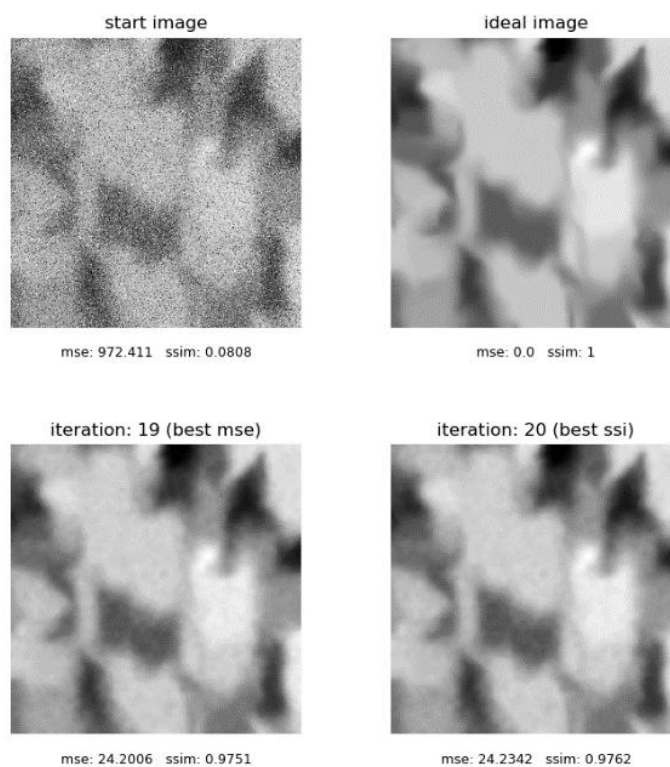 start image
ideal image
mse: 972.411 ssim: 0.0808
mse: 0.0 ssim: 1
iteration: 19 (best mse)
iteration: 20 (best ssi)
mse: 24.2006 ssim: 0.9751
mse: 24.2342 ssim: 0.9762